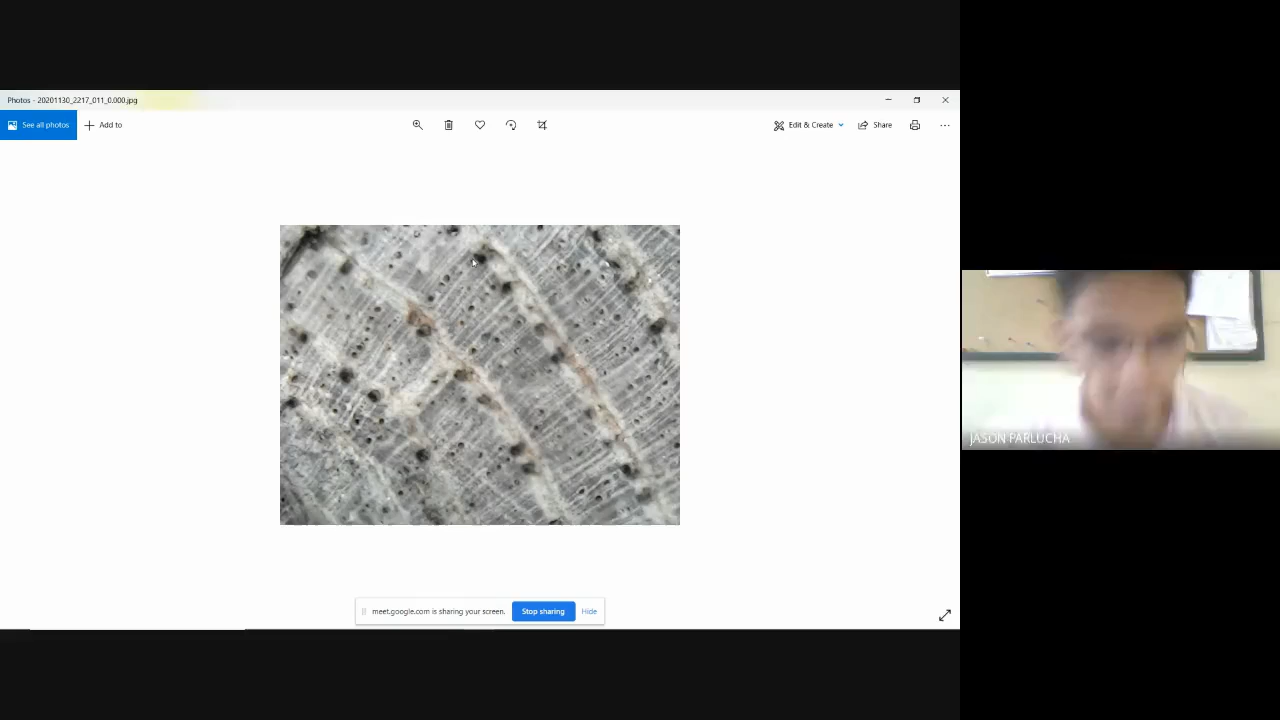 Photos - 20201130_2217_011_0.000.jpg
See all photos
Add to
Edit & Create
Share
meet.google.com is sharing your screen.
Stop sharing
Hide
JASON PARLUCHA